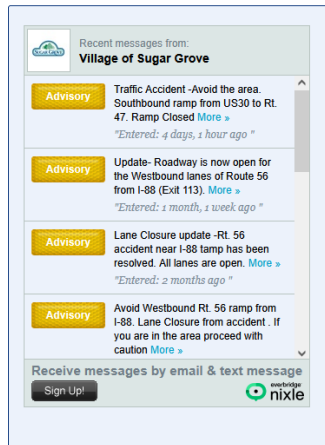 Sugar Grove
Recent messages from:
Village of Sugar Grove
Advisory
Traffic Accident -Avoid the area.
Southbound ramp from US30 to Rt.
47. Ramp Closed More »
"Entered: 4 days, 1 hour ago "
Advisory
Update- Roadway is now open for
the Westbound lanes of Route 56
from I-88 (Exit 113). More »
"Entered: 1 month, 1 week ago "
Advisory
Lane Closure update -Rt. 56
accident near I-88 tamp has been
resolved. All lanes are open. More »
"Entered: 2 months ago "
Advisory
Avoid Westbound Rt. 56 ramp from
I-88. Lane Closure from accident . If
you are in the area proceed with
caution More »
Receive messages by email & text message
Sign Up!
everbridge
nixle